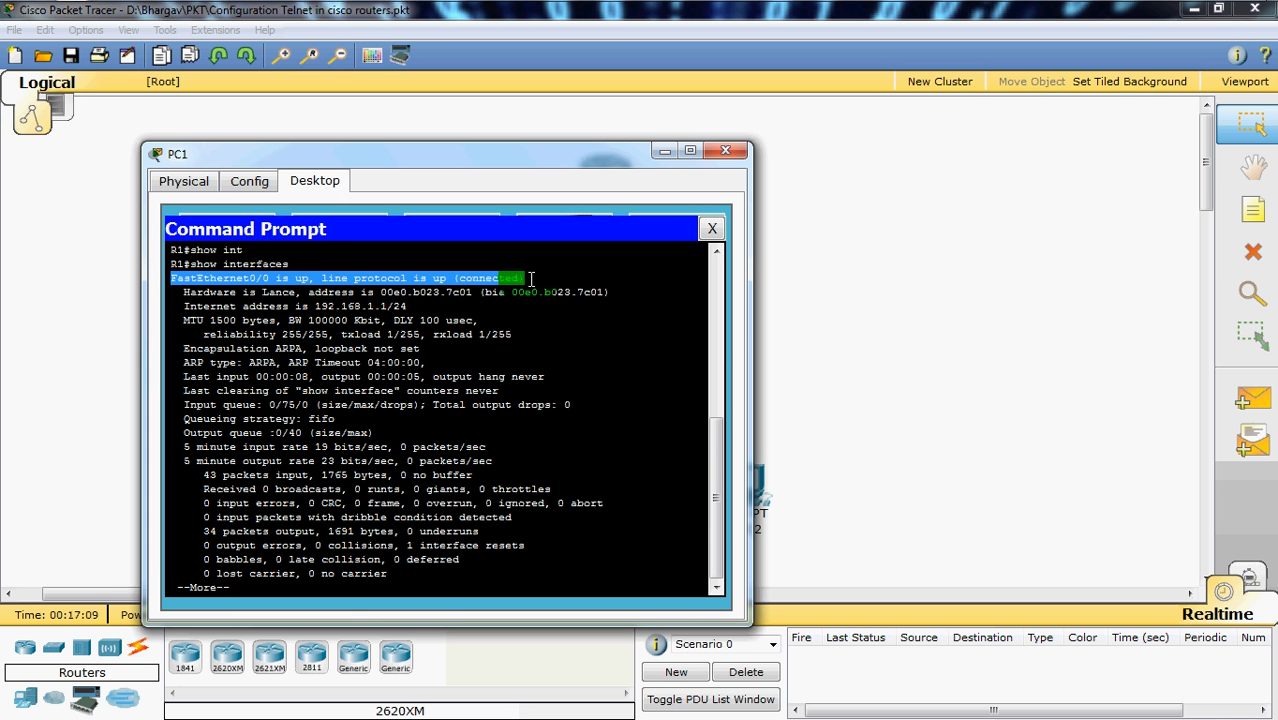 Cisco Packet Tracer - D:\Bhargav\PKT\Configuration Telnet in cisco routers.pkt
File Edit Options View Tools Extensions Help
Logical [Root] New Cluster Move Object Set Tiled Background Viewport
PC1
Physical Config Desktop
Command Prompt X
R1#show int
R1#show interfaces
FastEthernet0/0 is up, line protocol is up (connected)
Hardware is Lance, address is 00e0.b023.7c01 (bia 00e0.b023.7c01)
Internet address is 192.168.1.1/24
MTU 1500 bytes, BW 100000 Kbit, DLY 100 usec,
reliability 255/255, txload 1/255, rxload 1/255
Encapsulation ARPA, loopback not set
ARP type: ARPA, ARP Timeout 04:00:00,
Last input 00:00:08, output 00:00:05, output hang never
Last clearing of "show interface" counters never
Input queue: 0/75/0 (size/max/drops); Total output drops: 0
Queueing strategy: fifo
Output queue :0/40 (size/max)
5 minute input rate 19 bits/sec, 0 packets/sec
5 minute output rate 23 bits/sec, 0 packets/sec
43 packets input, 1765 bytes, 0 no buffer
Received 0 broadcasts, 0 runts, 0 giants, 0 throttles
0 input errors, 0 CRC, 0 frame, 0 overrun, 0 ignored, 0 abort
0 input packets with dribble condition detected
34 packets output, 1691 bytes, 0 underruns
0 output errors, 0 collisions, 1 interface resets
0 babbles, 0 late collision, 0 deferred
0 lost carrier, 0 no carrier
--More--
PT
2
Time: 00:17:09 Pow
Realtime
Routers
1841 2620XM 2621XM 2811 Generic Generic
2620XM
Scenario 0
New Delete
Toggle PDU List Window
Fire Last Status Source Destination Type Color Time (sec) Periodic Num